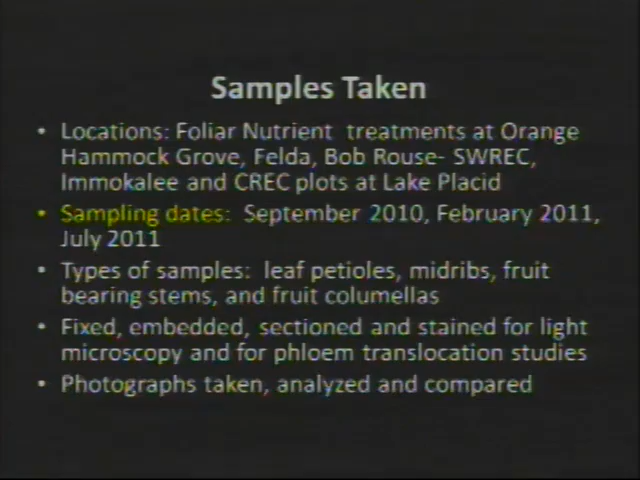 Samples Taken
• Locations: Foliar Nutrient treatments at Orange
Hammock Grove, Felda, Bob Rouse- SWREC,
Immokalee and CREC plots at Lake Placid
• Sampling dates: September 2010, February 2011,
July 2011
• Types of samples: leaf petioles, midribs, fruit
bearing stems, and fruit columellas
• Fixed, embedded, sectioned and stained for light
microscopy and for phloem translocation studies
• Photographs taken, analyzed and compared